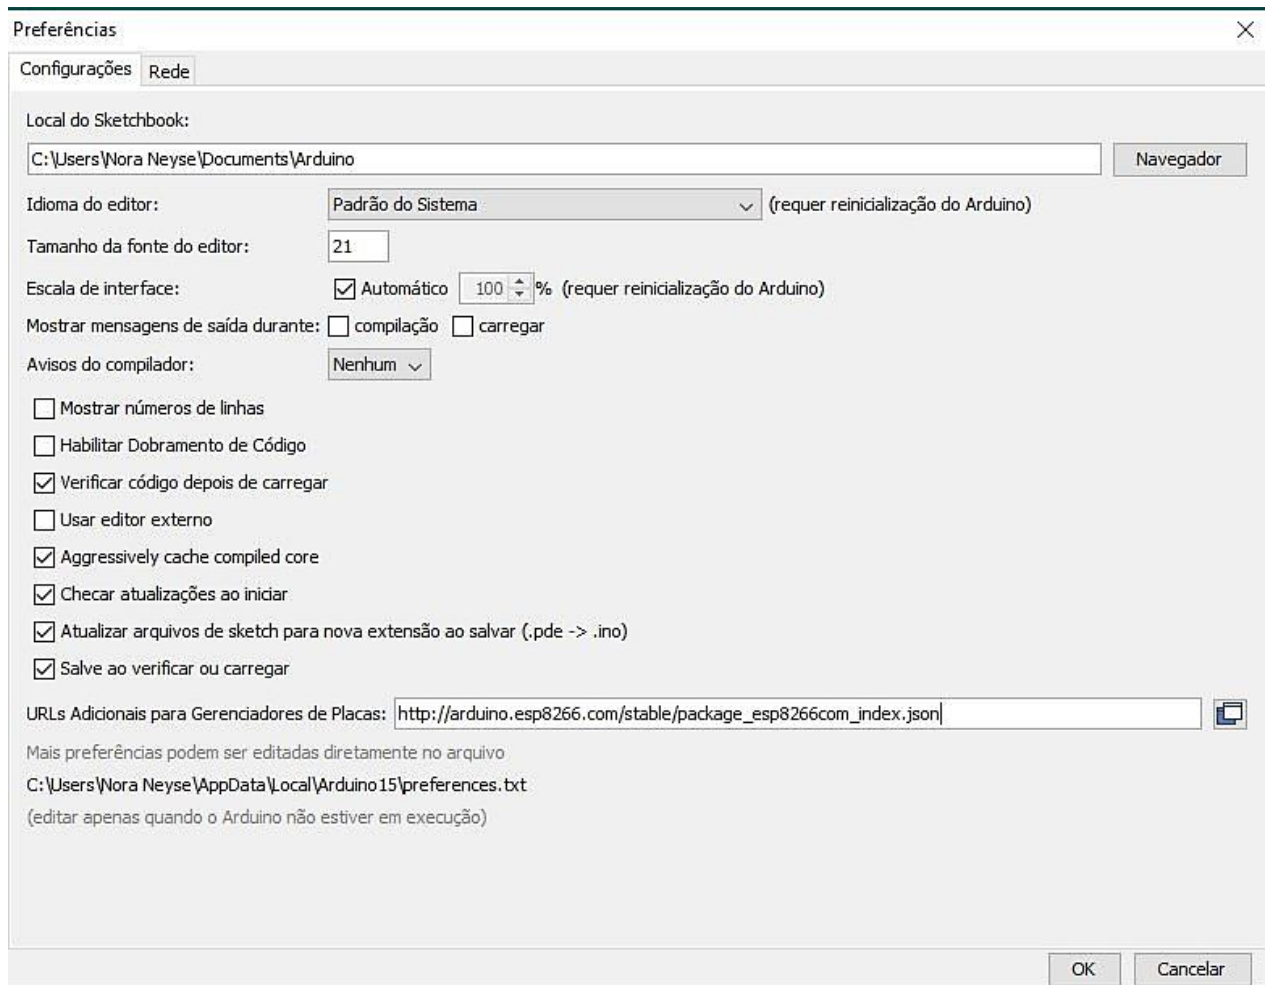 Preferências
Configurações Rede
Local do Sketchbook:
C:\Users\Nora Neyse\Documents\Arduino Navegador
Idioma do editor: Padrão do Sistema (requer reinicialização do Arduino)
Tamanho da fonte do editor: 21
Escala de interface: Automático 100 % (requer reinicialização do Arduino)
Mostrar mensagens de saída durante: compilação carregar
Avisos do compilador: Nenhum
Mostrar números de linhas
Habilitar Dobramento de Código
Verificar código depois de carregar
Usar editor externo
Aggressively cache compiled core
Checar atualizações ao iniciar
Atualizar arquivos de sketch para nova extensão ao salvar (.pde -> .ino)
Salve ao verificar ou carregar
URLs Adicionais para Gerenciadores de Placas: http://arduino.esp8266.com/stable/package_esp8266com_index.json
Mais preferências podem ser editadas diretamente no arquivo
C:\Users\Nora Neyse\AppData\Local\Arduino15\preferences.txt
(editar apenas quando o Arduino não estiver em execução)
OK Cancelar